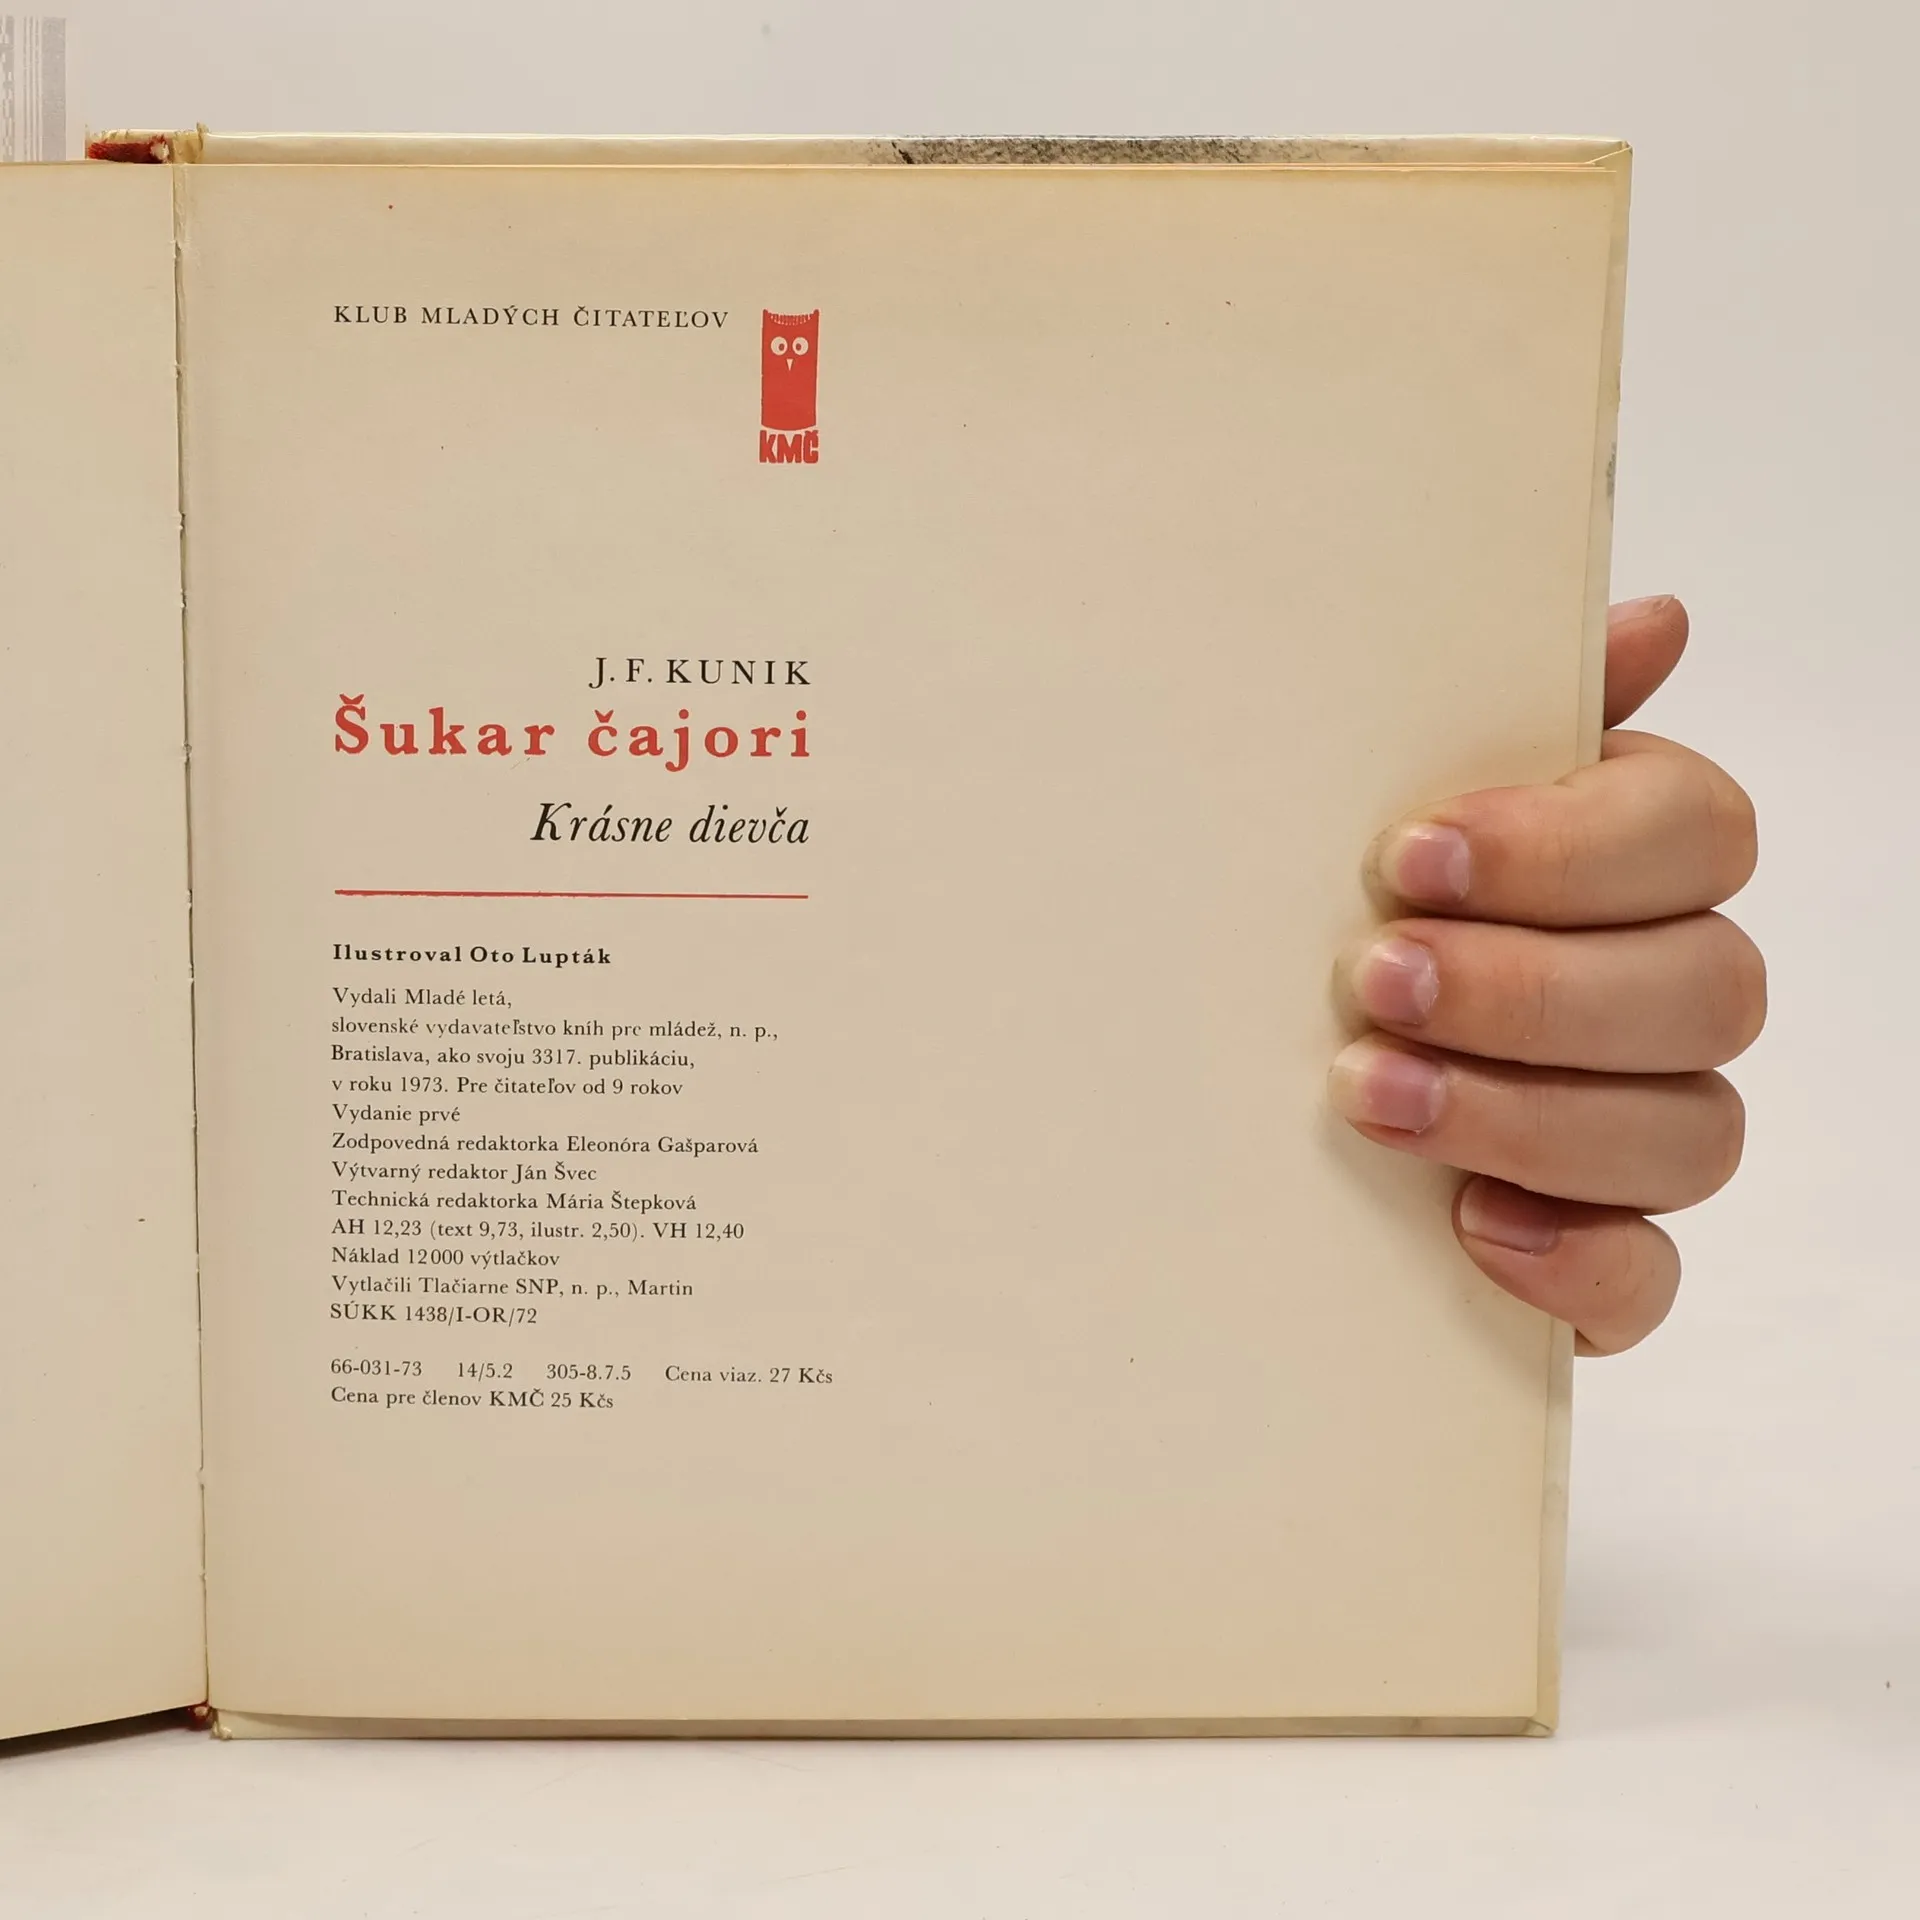 KLUB MLADÝCH ČITATEĽOV
KMČ
J. F. KUNIK
Šukar čajori
Krásne dievča
Ilustroval Oto Lupták
Vydali Mladé letá,
slovenské vydavateľstvo kníh pre mládež, n. p.,
Bratislava, ako svoju 3317. publikáciu,
v roku 1973. Pre čitateľov od 9 rokov
Vydanie prvé
Zodpovedná redaktorka Eleonóra Gašparová
Výtvarný redaktor Ján Švec
Technická redaktorka Mária Štepková
AH 12,23 (text 9,73, ilustr. 2,50). VH 12,40
Náklad 12 000 výtlačkov
Vytlačili Tlačiarne SNP, n. p., Martin
SÚKK 1438/I-OR/72
66-031-73 14/5.2 305-8.7.5 Cena viaz. 27 Kčs
Cena pre členov KMČ 25 Kčs